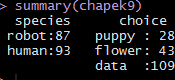 > summary(chapek9)
species choice
robot:87 puppy : 28
human:93 flower: 43
data :109